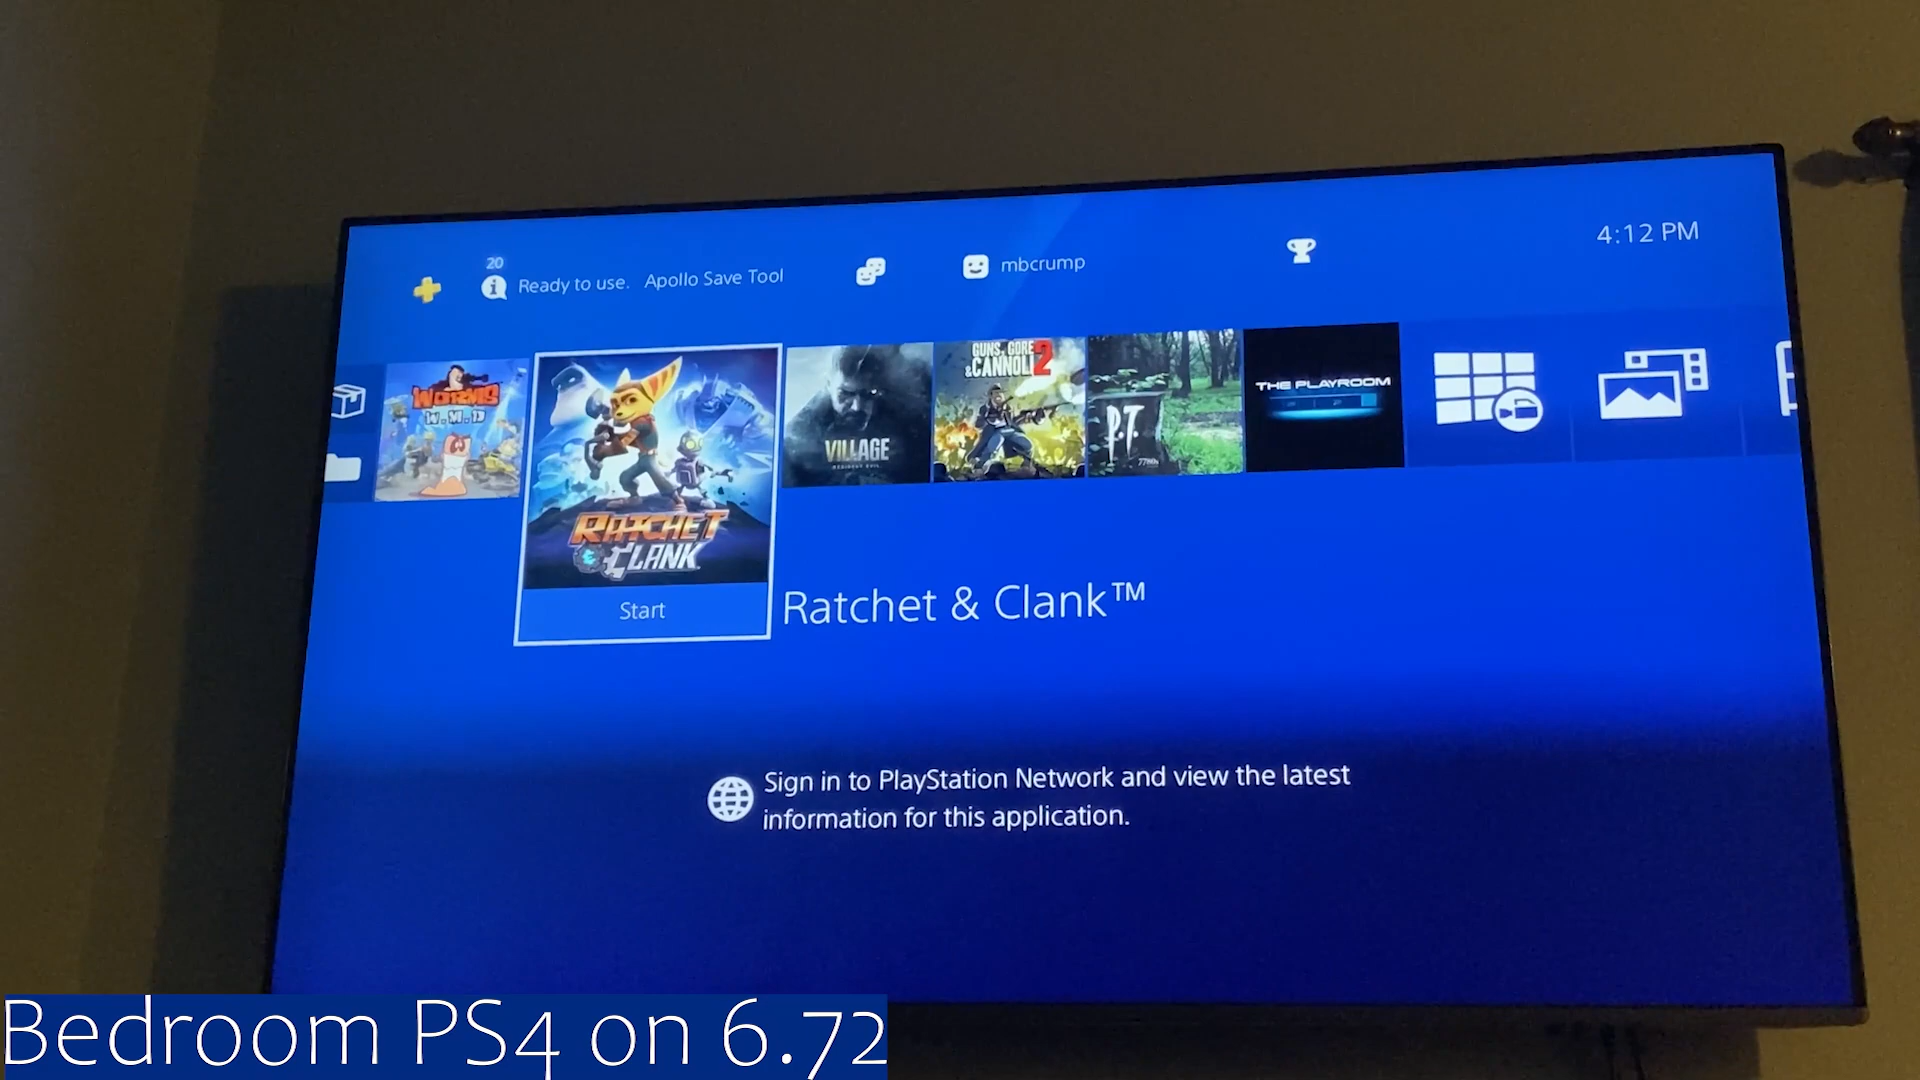 4:12 PM
20
Ready to use. Apollo Save Tool
mbcrump
WORMS
W.M.D
RATCHET
CLANK
Start
VILLAGE
RESIDENT EVIL
GUNS, GORE
& CANNOLI 2
P.T.
THE PLAYROOM
Ratchet & Clank™
Sign in to PlayStation Network and view the latest
information for this application.
Bedroom PS4 on 6.72